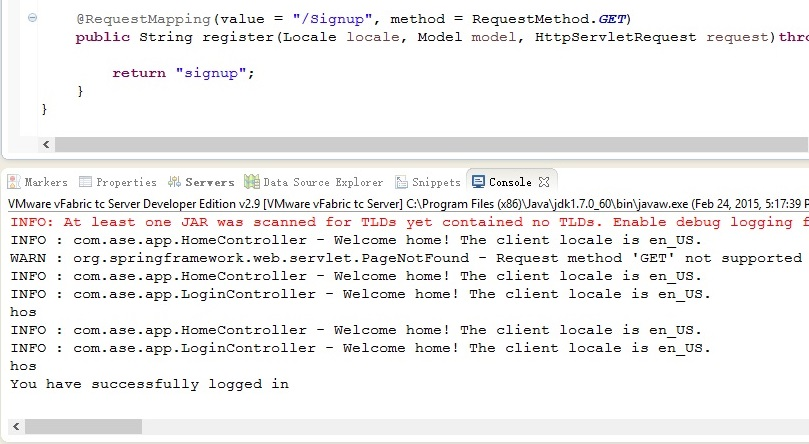 @RequestMapping(value = "/Signup", method = RequestMethod.GET)
public String register(Locale locale, Model model, HttpServletRequest request)thro
return "signup";
}
}
Markers Properties Servers Data Source Explorer Snippets Console
VMware vFabric tc Server Developer Edition v2.9 [VMware vFabric tc Server] C:\Program Files (x86)\Java\jdk1.7.0_60\bin\javaw.exe (Feb 24, 2015, 5:17:39 P
INFO: At least one JAR was scanned for TLDs yet contained no TLDs. Enable debug logging f
INFO : com.ase.app.HomeController - Welcome home! The client locale is en_US.
WARN : org.springframework.web.servlet.PageNotFound - Request method 'GET' not supported
INFO : com.ase.app.HomeController - Welcome home! The client locale is en_US.
INFO : com.ase.app.LoginController - Welcome home! The client locale is en_US.
hos
INFO : com.ase.app.HomeController - Welcome home! The client locale is en_US.
INFO : com.ase.app.LoginController - Welcome home! The client locale is en_US.
hos
You have successfully logged in